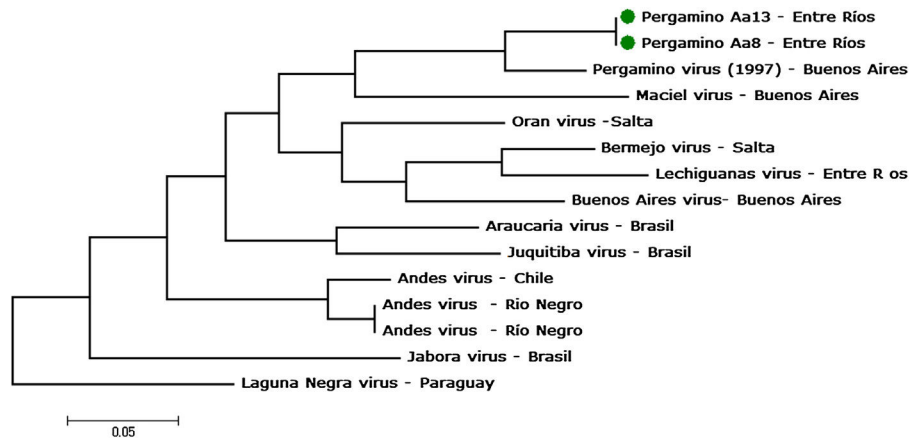 Pergamino Aa13 - Entre Ríos
Pergamino Aa8 - Entre Ríos
Pergamino virus (1997) - Buenos Aires
Maciel virus - Buenos Aires
Oran virus -Salta
Bermejo virus - Salta
Lechiguanas virus - Entre R os
Buenos Aires virus- Buenos Aires
Araucaria virus - Brasil
Juquitiba virus - Brasil
Andes virus - Chile
Andes virus - Rio Negro
Andes virus - Río Negro
Jabora virus - Brasil
Laguna Negra virus - Paraguay
0.05